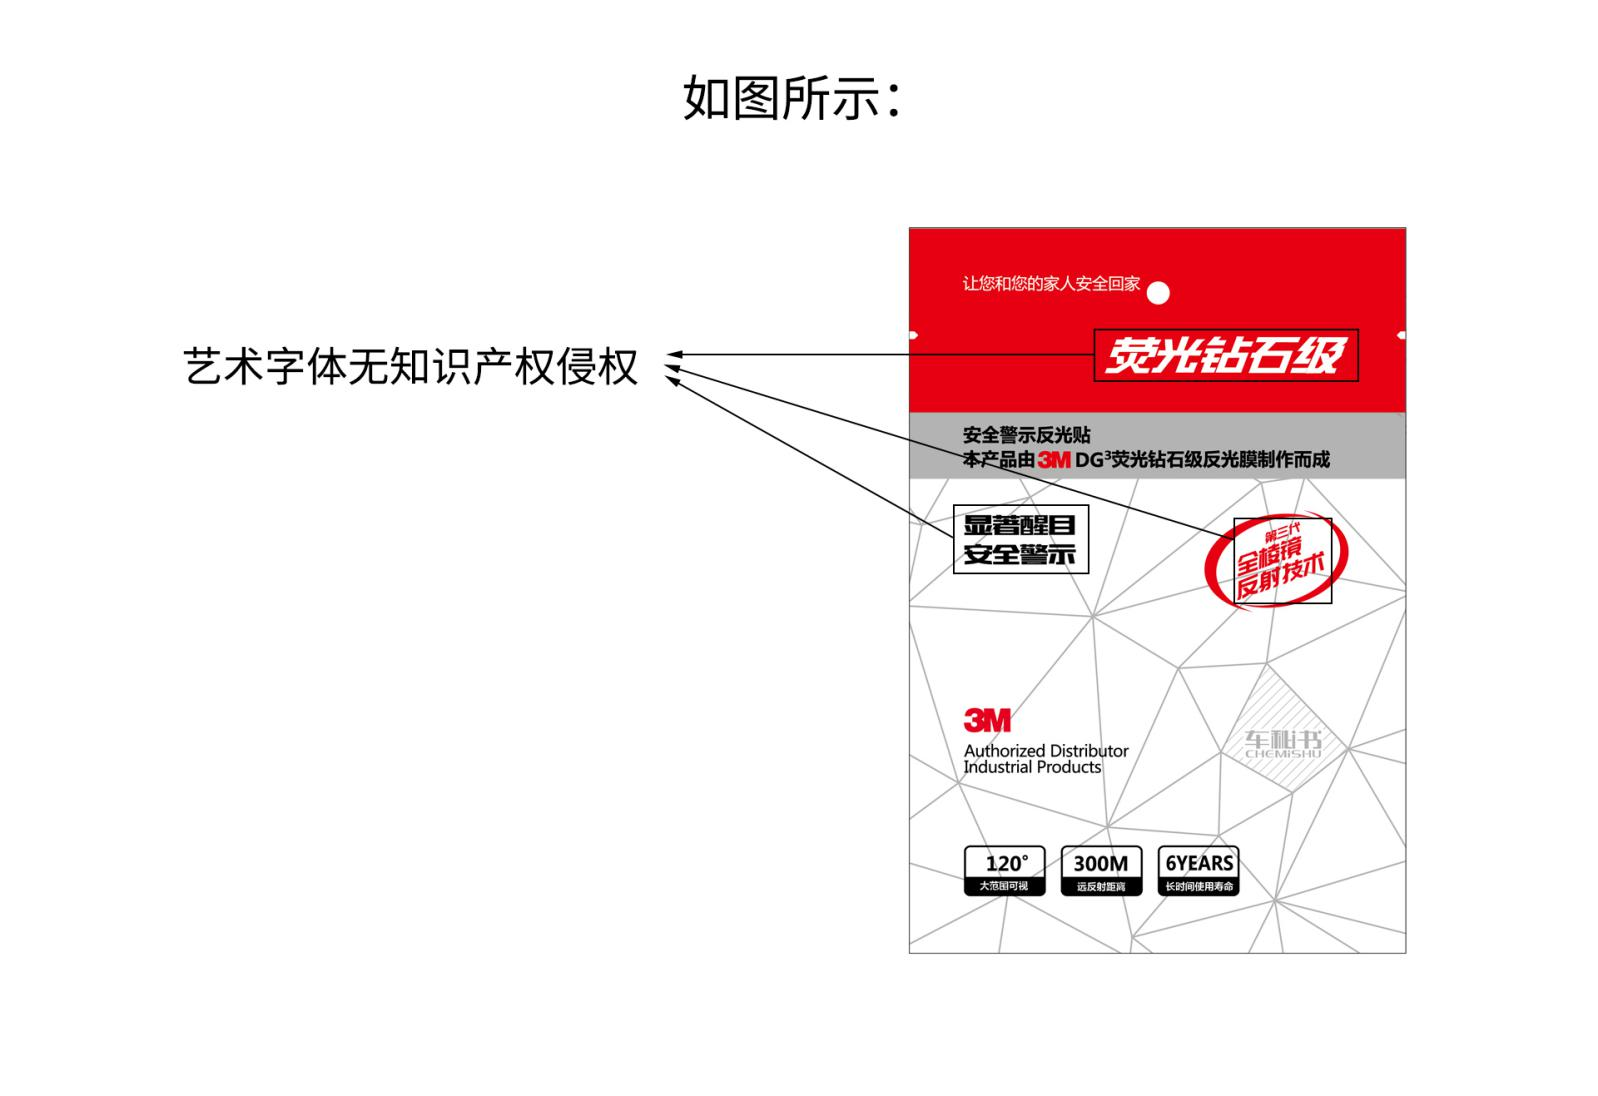 如图所示：
艺术字体无知识产权侵权
让您和您的家人安全回家
荧光钻石级
安全警示反光贴
本产品由3M DG³荧光钻石级反光膜制作而成
显著醒目
安全警示
第三代
全棱镜
反射技术
3M
Authorized Distributor
Industrial Products
车秘书
CHEMiSHU
120°
大范围可视
300M
远反射距离
6YEARS
长时间使用寿命